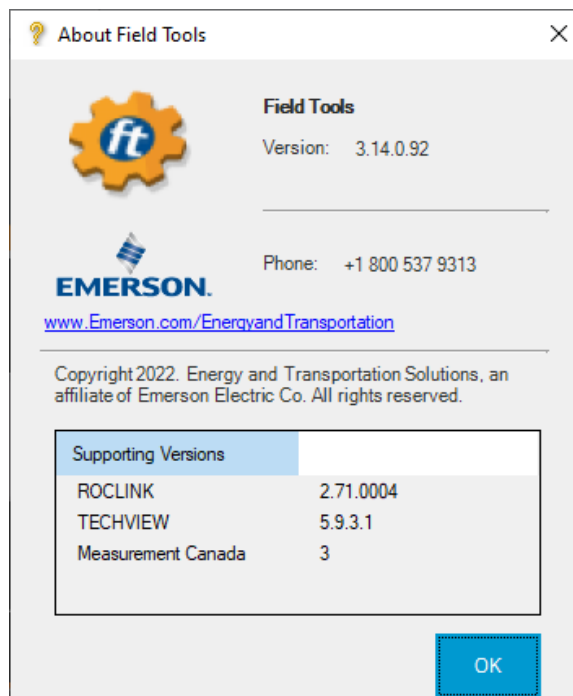 About Field Tools
ft
Field Tools
Version: 3.14.0.92
EMERSON.
Phone: +1 800 537 9313
www.Emerson.com/EnergyandTransportation
Copyright 2022. Energy and Transportation Solutions, an
affiliate of Emerson Electric Co. All rights reserved.
Supporting Versions
ROCLINK 2.71.0004
TECHVIEW 5.9.3.1
Measurement Canada 3
OK